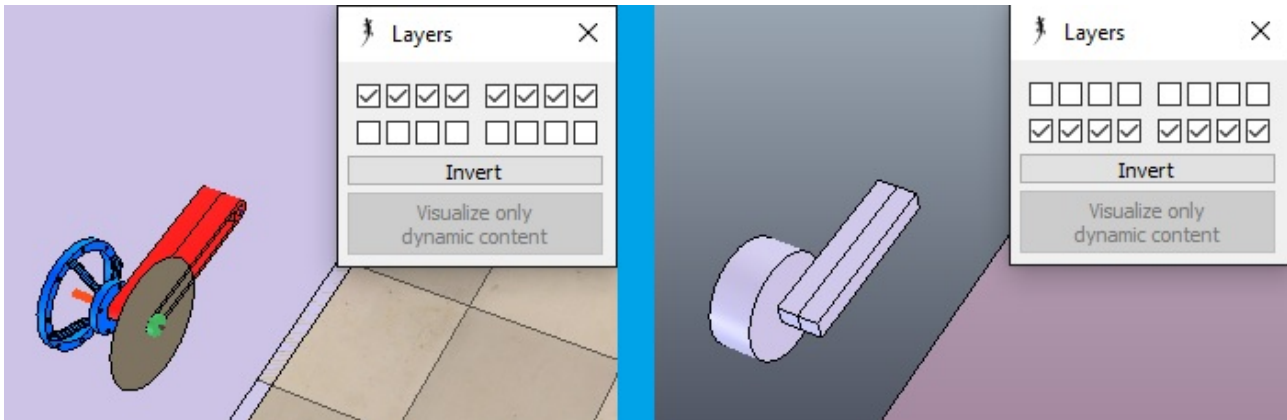 Layers
Invert
Visualize only
dynamic content
Layers
Invert
Visualize only
dynamic content